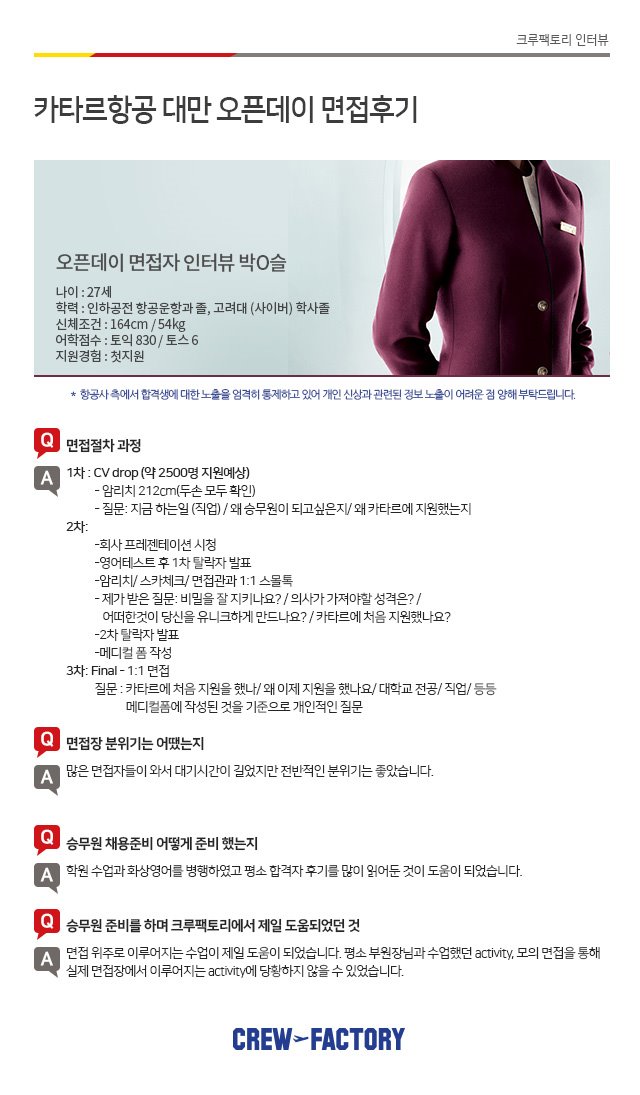 크루팩토리 인터뷰
카타르항공 대만 오픈데이 면접후기
오픈데이 면접자 인터뷰 박O슬
나이 : 27세
학력 : 인하공전 항공운항과 졸, 고려대 (사이버) 학사졸
신체조건 : 164cm / 54kg
어학점수 : 토익 830 / 토스 6
지원경험 : 첫지원
* 항공사 측에서 합격생에 대한 노출을 엄격히 통제하고 있어 개인 신상과 관련된 정보 노출이 어려운 점 양해 부탁드립니다.
Q 면접절차 과정
A 1차 : CV drop (약 2500명 지원예상)
- 암리치 212cm(두손 모두 확인)
- 질문: 지금 하는일 (직업) / 왜 승무원이 되고싶은지/ 왜 카타르에 지원했는지
2차:
-회사 프레젠테이션 시청
-영어테스트 후 1차 탈락자 발표
-암리치/ 스카체크/ 면접관과 1:1 스몰톡
- 제가 받은 질문: 비밀을 잘 지키나요? / 의사가 가져야할 성격은? /
어떠한것이 당신을 유니크하게 만드나요? / 카타르에 처음 지원했나요?
-2차 탈락자 발표
-메디컬 폼 작성
3차: Final - 1:1 면접
질문 : 카타르에 처음 지원을 했나/ 왜 이제 지원을 했나요/ 대학교 전공/ 직업/ 등등
메디컬폼에 작성된 것을 기준으로 개인적인 질문
Q 면접장 분위기는 어땠는지
A 많은 면접자들이 와서 대기시간이 길었지만 전반적인 분위기는 좋았습니다.
Q 승무원 채용준비 어떻게 준비 했는지
A 학원 수업과 화상영어를 병행하였고 평소 합격자 후기를 많이 읽어둔 것이 도움이 되었습니다.
Q 승무원 준비를 하며 크루팩토리에서 제일 도움되었던 것
A 면접 위주로 이루어지는 수업이 제일 도움이 되었습니다. 평소 부원장님과 수업했던 activity, 모의 면접을 통해
실제 면접장에서 이루어지는 activity에 당황하지 않을 수 있었습니다.
CREW FACTORY